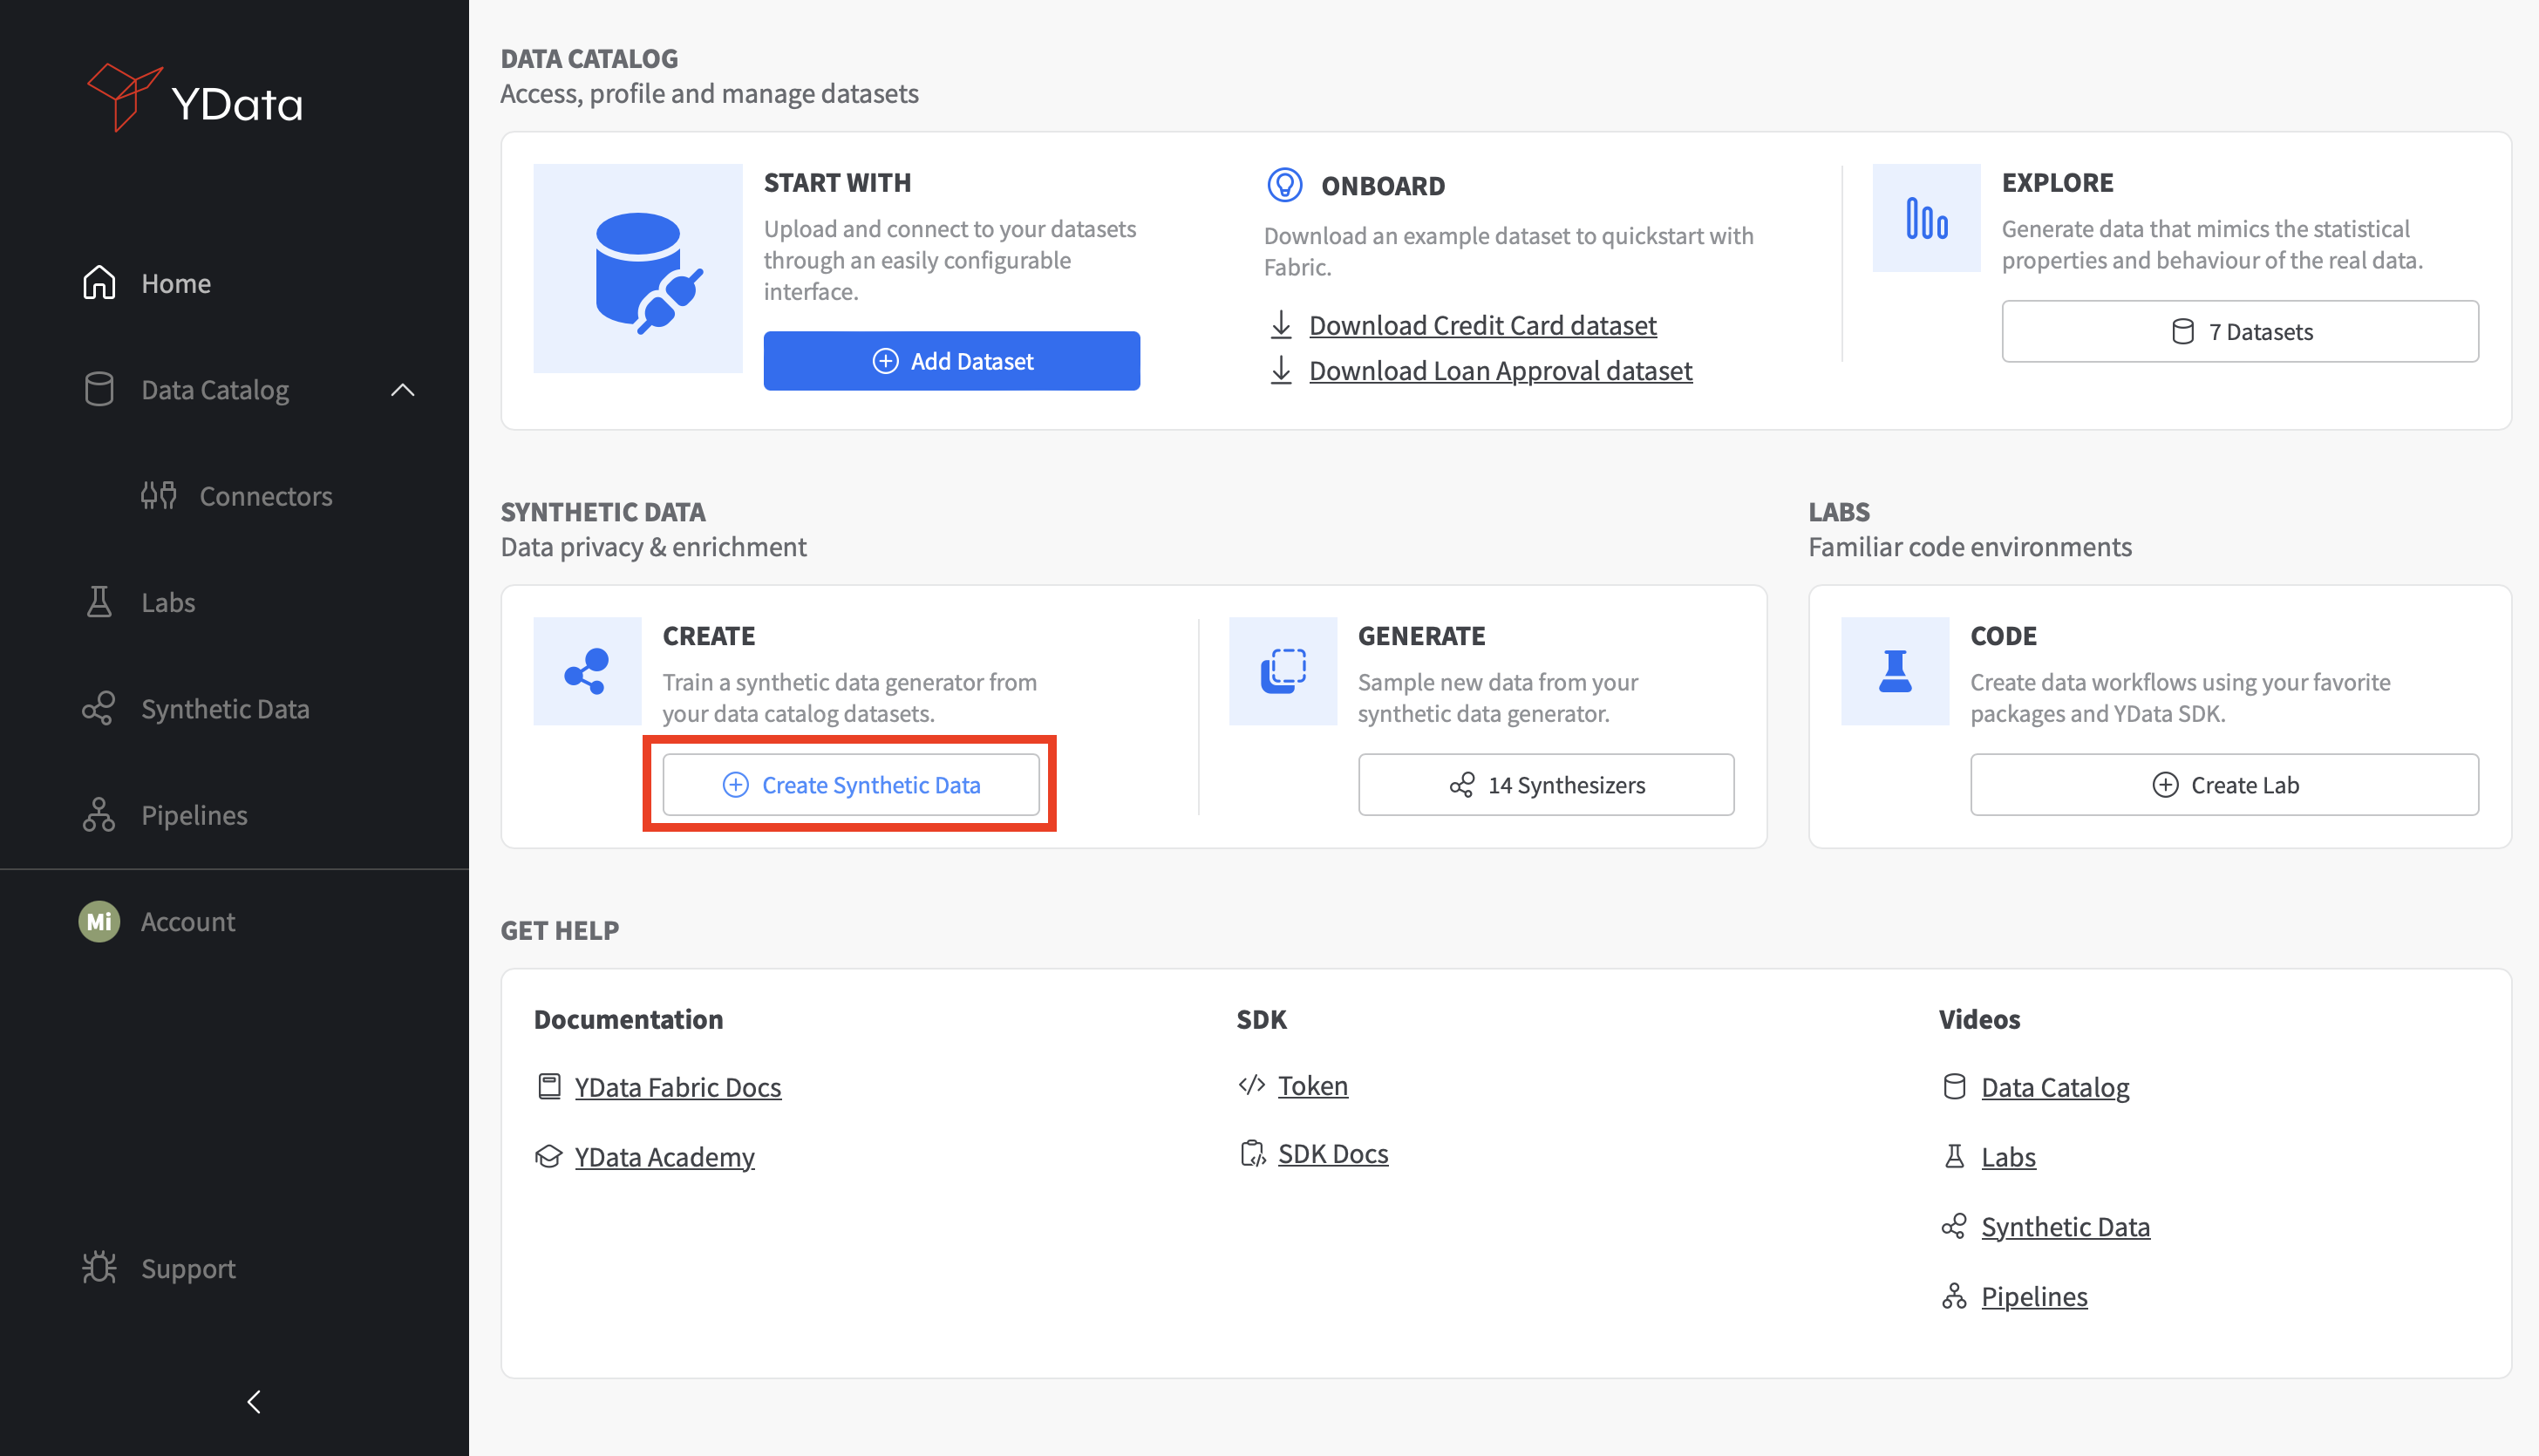 YData
Home
Data Catalog
Connectors
Labs
Synthetic Data
Pipelines
Mi Account
Support
DATA CATALOG
Access, profile and manage datasets
START WITH
Upload and connect to your datasets
through an easily configurable
interface.
Add Dataset
ONBOARD
Download an example dataset to quickstart with
Fabric.
Download Credit Card dataset
Download Loan Approval dataset
EXPLORE
Generate data that mimics the statistical
properties and behaviour of the real data.
7 Datasets
SYNTHETIC DATA
Data privacy & enrichment
CREATE
Train a synthetic data generator from
your data catalog datasets.
Create Synthetic Data
GENERATE
Sample new data from your
synthetic data generator.
14 Synthesizers
LABS
Familiar code environments
CODE
Create data workflows using your favorite
packages and YData SDK.
Create Lab
GET HELP
Documentation
YData Fabric Docs
YData Academy
SDK
Token
SDK Docs
Videos
Data Catalog
Labs
Synthetic Data
Pipelines